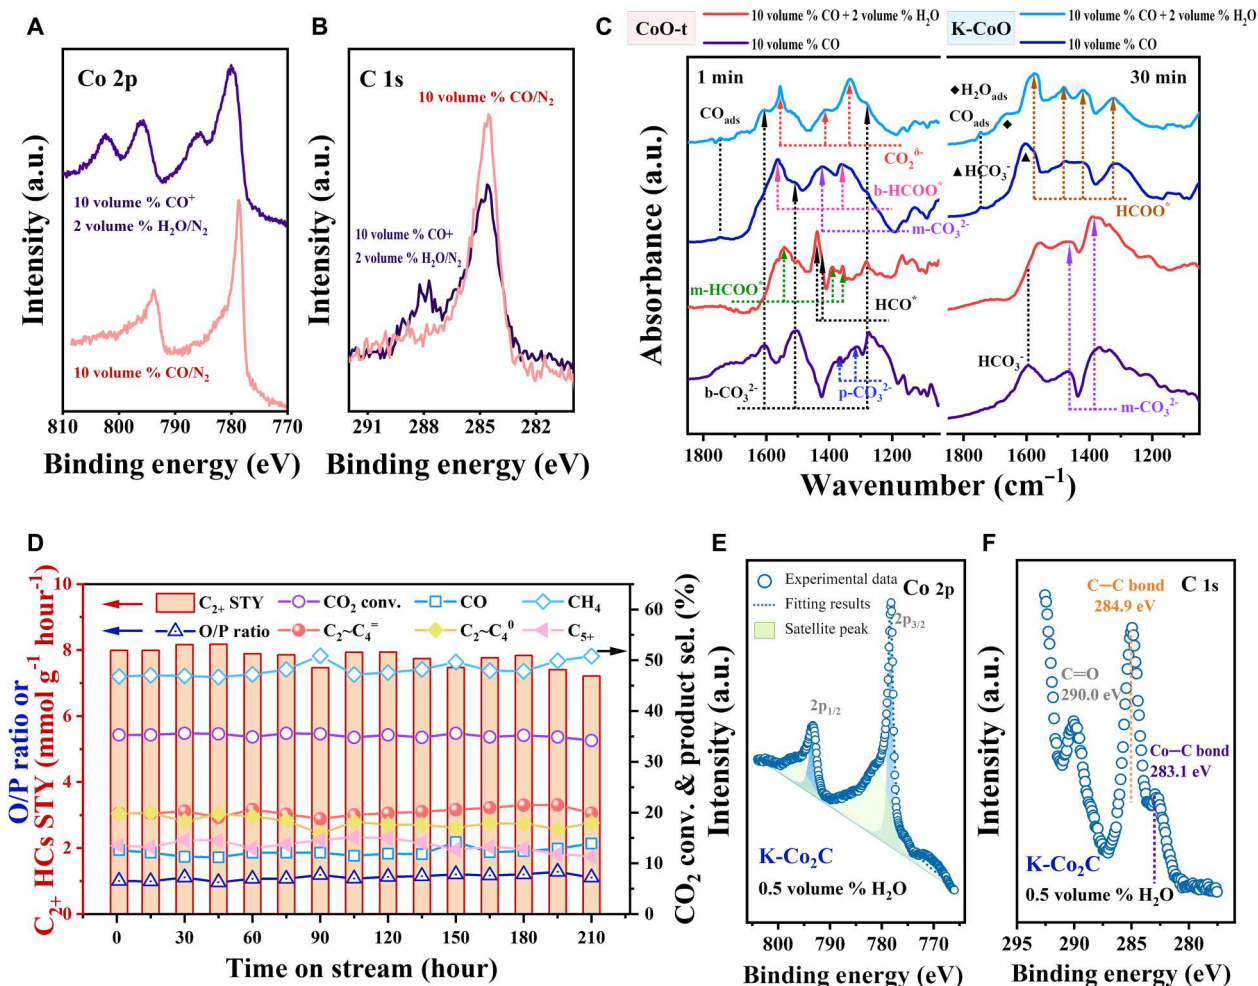 A
Co 2p
10 volume % CO⁺
2 volume % H₂O/N₂
10 volume % CO/N₂
Intensity (a.u.)
810 800 790 780 770
Binding energy (eV)
B
C 1s
10 volume % CO/N₂
10 volume % CO+
2 volume % H₂O/N₂
Intensity (a.u.)
291 288 285 282
Binding energy (eV)
C
CoO-t
10 volume % CO + 2 volume % H₂O
10 volume % CO
K-CoO
10 volume % CO + 2 volume % H₂O
10 volume % CO
1 min
30 min
COads
CO₂δ-
b-HCOO*
m-CO₃²⁻
m-HCOO*
HCO*
b-CO₃²⁻
p-CO₃²⁻
◆H₂Oads
COads ◆
▲HCO₃⁻
HCOO*
HCO₃⁻
m-CO₃²⁻
Absorbance (a.u.)
1800 1600 1400 1200 1800 1600 1400 1200
Wavenumber (cm⁻¹)
D
C₂₊ STY
CO₂ conv.
CO
CH₄
O/P ratio
C₂~C₄⁼
C₂~C₄⁰
C₅₊
O/P ratio or
C₂₊ HCs STY (mmol g⁻¹ hour⁻¹)
10
8
6
4
2
0
CO₂ conv. & product sel. (%)
60
50
40
30
20
10
0
0 30 60 90 120 150 180 210
Time on stream (hour)
E
Experimental data
Fitting results
Satellite peak
Co 2p
2p₃/₂
2p₁/₂
K-Co₂C
0.5 volume % H₂O
Intensity (a.u.)
800 790 780 770
Binding energy (eV)
F
C 1s
C─C bond
284.9 eV
C═O
290.0 eV
Co─C bond
283.1 eV
K-Co₂C
0.5 volume % H₂O
Intensity (a.u.)
295 290 285 280
Binding energy (eV)